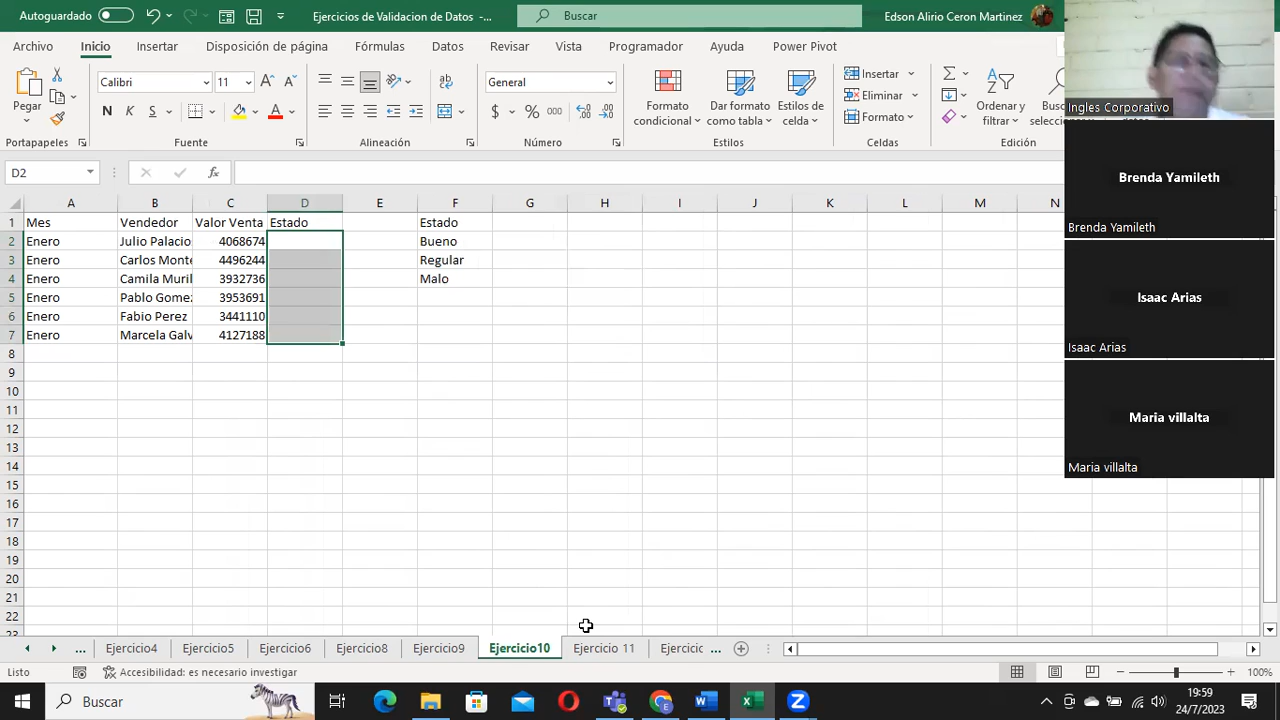 Autoguardado
Ejercicios de Validacion de Datos -...
Buscar
Edson Alirio Ceron Martinez
Archivo Inicio Insertar Disposición de página Fórmulas Datos Revisar Vista Programador Ayuda Power Pivot
Pegar
Calibri 11
N K S
General
$ % 000
Formato condicional
Dar formato como tabla
Estilos de celda
Insertar
Eliminar
Formato
Ordenar y filtrar
Portapapeles Fuente Alineación Número Estilos Celdas Edición
D2
fx
A B C D E F G H I J K L M N
1 Mes Vendedor Valor Venta Estado Estado
2 Enero Julio Palacio 4068674 Bueno
3 Enero Carlos Monte 4496244 Regular
4 Enero Camila Muril 3932736 Malo
5 Enero Pablo Gomez 3953691
6 Enero Fabio Perez 3441110
7 Enero Marcela Galv 4127188
8
9
10
11
12
13
14
15
16
17
18
19
20
21
22
23
... Ejercicio4 Ejercicio5 Ejercicio6 Ejercicio8 Ejercicio9 Ejercicio10 Ejercicio 11 Ejercic ...
Listo
Accesibilidad: es necesario investigar
100%
Buscar
19:59
24/7/2023
Ingles Corporativo
Brenda Yamileth
Brenda Yamileth
Isaac Arias
Isaac Arias
Maria villalta
Maria villalta